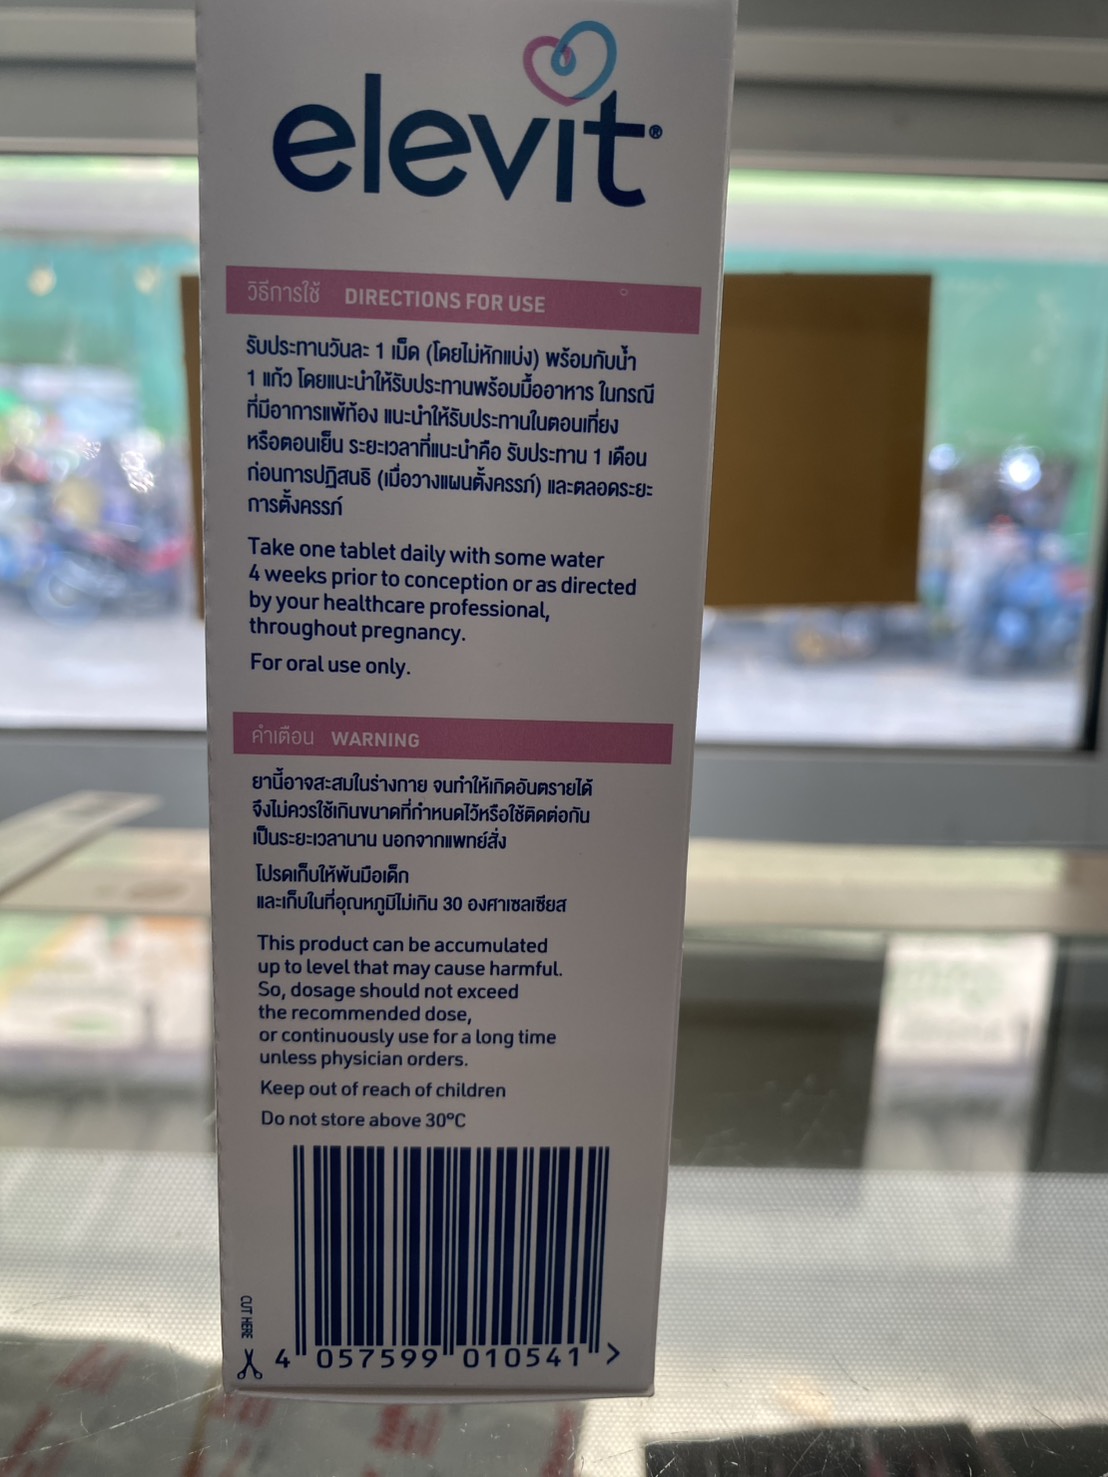 elevit®
วิธีการใช้ DIRECTIONS FOR USE
รับประทานวันละ 1 เม็ด (โดยไม่หักแบ่ง) พร้อมกับน้ำ
1 แก้ว โดยแนะนำให้รับประทานพร้อมมื้ออาหาร ในกรณี
ที่มีอาการแพ้ท้อง แนะนำให้รับประทานในตอนเที่ยง
หรือตอนเย็น ระยะเวลาที่แนะนำคือ รับประทาน 1 เดือน
ก่อนการปฏิสนธิ (เมื่อวางแผนตั้งครรภ์) และตลอดระยะ
การตั้งครรภ์
Take one tablet daily with some water
4 weeks prior to conception or as directed
by your healthcare professional,
throughout pregnancy.
For oral use only.
คำเตือน WARNING
ยานี้อาจสะสมในร่างกาย จนทำให้เกิดอันตรายได้
จึงไม่ควรใช้เกินขนาดที่กำหนดไว้หรือใช้ติดต่อกัน
เป็นระยะเวลานาน นอกจากแพทย์สั่ง
โปรดเก็บให้พ้นมือเด็ก
และเก็บในที่อุณหภูมิไม่เกิน 30 องศาเซลเซียส
This product can be accumulated
up to level that may cause harmful.
So, dosage should not exceed
the recommended dose,
or continuously use for a long time
unless physician orders.
Keep out of reach of children
Do not store above 30°C
CUT HERE
4 057599 010541 >